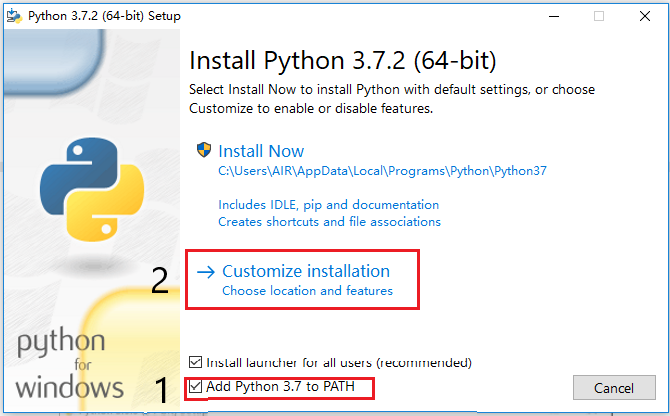 Python 3.7.2 (64-bit) Setup
Install Python 3.7.2 (64-bit)
Select Install Now to install Python with default settings, or choose
Customize to enable or disable features.
Install Now
C:\Users\AIR\AppData\Local\Programs\Python\Python37
Includes IDLE, pip and documentation
Creates shortcuts and file associations
2
Customize installation
Choose location and features
python
for
windows
Install launcher for all users (recommended)
1
Add Python 3.7 to PATH
Cancel